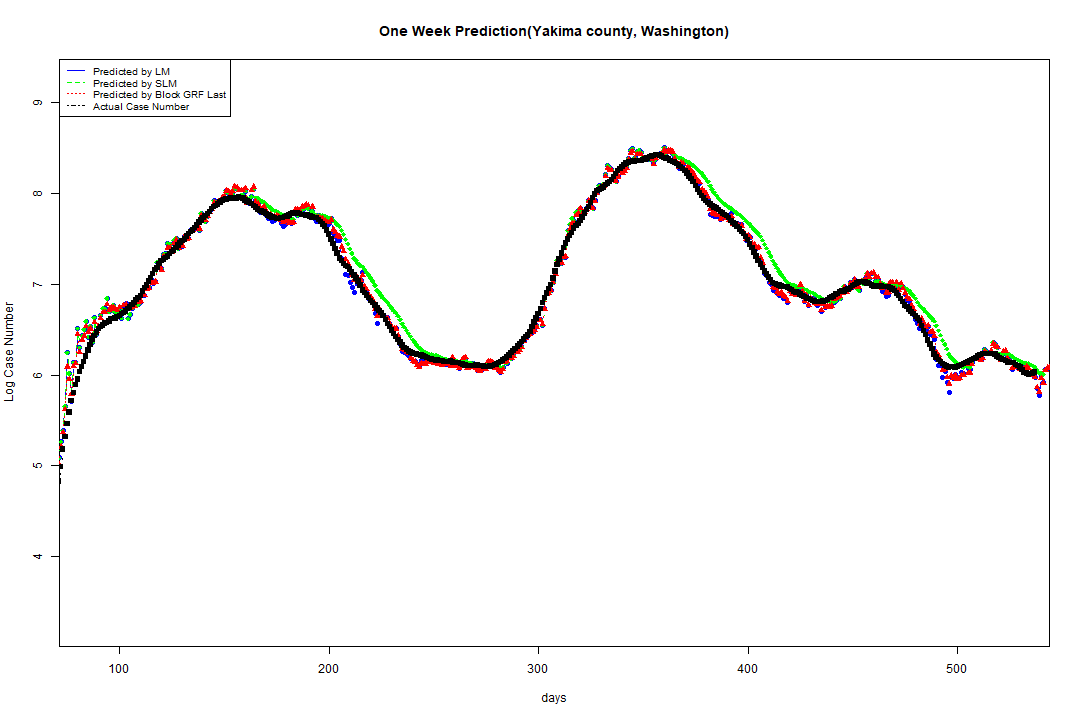 One Week Prediction(Yakima county, Washington)
Predicted by LM
Predicted by SLM
Predicted by Block GRF Last
Actual Case Number
9
8
7
6
5
4
Log Case Number
100 200 300 400 500
days